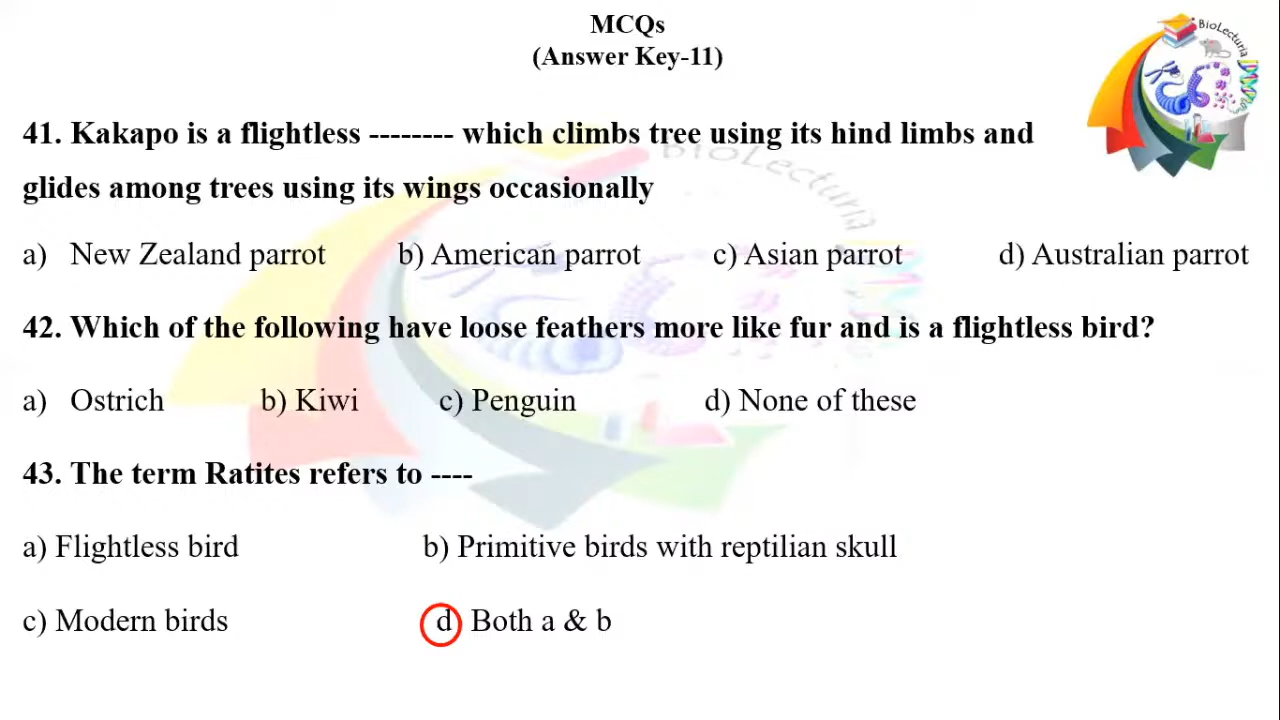 MCQs
(Answer Key-11)
BioLecturia
41. Kakapo is a flightless -------- which climbs tree using its hind limbs and
glides among trees using its wings occasionally
BioLecturia
a) New Zealand parrot b) American parrot c) Asian parrot d) Australian parrot
42. Which of the following have loose feathers more like fur and is a flightless bird?
a) Ostrich b) Kiwi c) Penguin d) None of these
43. The term Ratites refers to ----
a) Flightless bird b) Primitive birds with reptilian skull
c) Modern birds d Both a & b